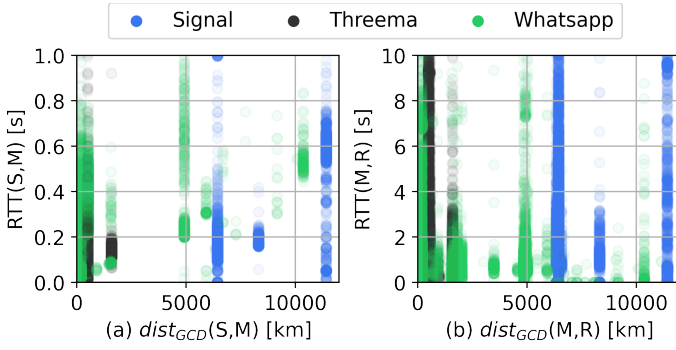 Signal Threema Whatsapp
RTT(S,M) [s]
1.0
0.8
0.6
0.4
0.2
0.0
0 5000 10000
(a) dist_GCD(S,M) [km]
RTT(M,R) [s]
10
8
6
4
2
0
0 5000 10000
(b) dist_GCD(M,R) [km]